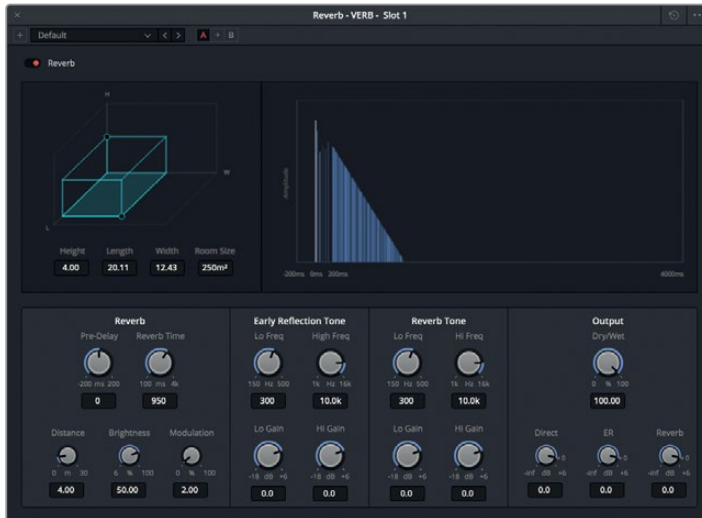 Reverb - VERB - Slot 1
Default A B
Reverb
H
W
L
Height Length Width Room Size
4.00 20.11 12.43 250m²
Amplitude
-200ms 0ms 200ms 4000ms
Reverb Early Reflection Tone Reverb Tone Output
Pre-Delay Reverb Time Lo Freq High Freq Lo Freq Hi Freq Dry/Wet
-200 ms 200 100 ms 4k 150 Hz 500 1k Hz 16k 150 Hz 500 1k Hz 16k 0 % 100
0 950 300 10.0k 300 10.0k 100.00
Distance Brightness Modulation Lo Gain Hi Gain Lo Gain Hi Gain Direct ER Reverb
0 0 0
0 m 30 6 % 100 0 % 100 -18 dB +6 -18 dB +6 -18 dB +6 -18 dB +6 -inf dB +6 -inf dB +6 -inf dB +6
4.00 50.00 2.00 0.0 0.0 0.0 0.0 0.0 0.0 0.0